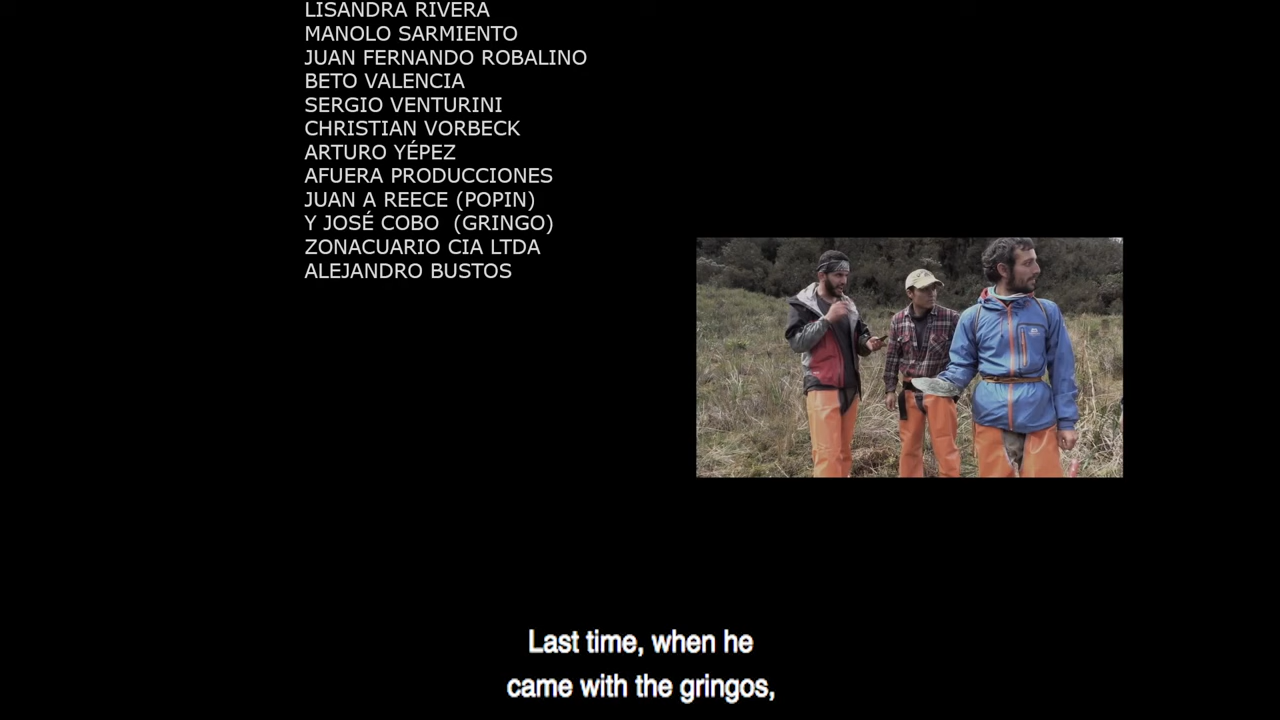 LISANDRA RIVERA
MANOLO SARMIENTO
JUAN FERNANDO ROBALINO
BETO VALENCIA
SERGIO VENTURINI
CHRISTIAN VORBECK
ARTURO YÉPEZ
AFUERA PRODUCCIONES
JUAN A REECE (POPIN)
Y JOSÉ COBO (GRINGO)
ZONACUARIO CIA LTDA
ALEJANDRO BUSTOS
Last time, when he
came with the gringos,